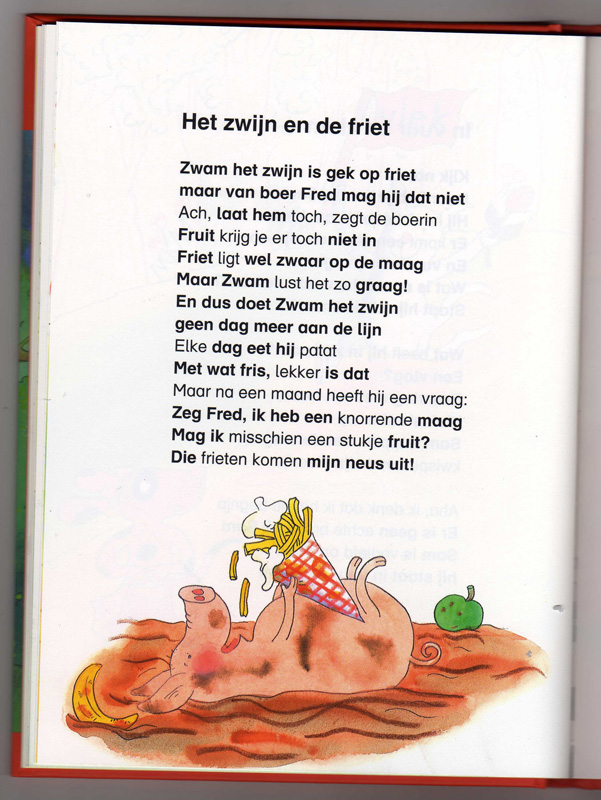 Het zwijn en de friet
Zwam het zwijn is gek op friet
maar van boer Fred mag hij dat niet
Ach, laat hem toch, zegt de boerin
Fruit krijg je er toch niet in
Friet ligt wel zwaar op de maag
Maar Zwam lust het zo graag!
En dus doet Zwam het zwijn
geen dag meer aan de lijn
Elke dag eet hij patat
Met wat fris, lekker is dat
Maar na een maand heeft hij een vraag:
Zeg Fred, ik heb een knorrende maag
Mag ik misschien een stukje fruit?
Die frieten komen mijn neus uit!